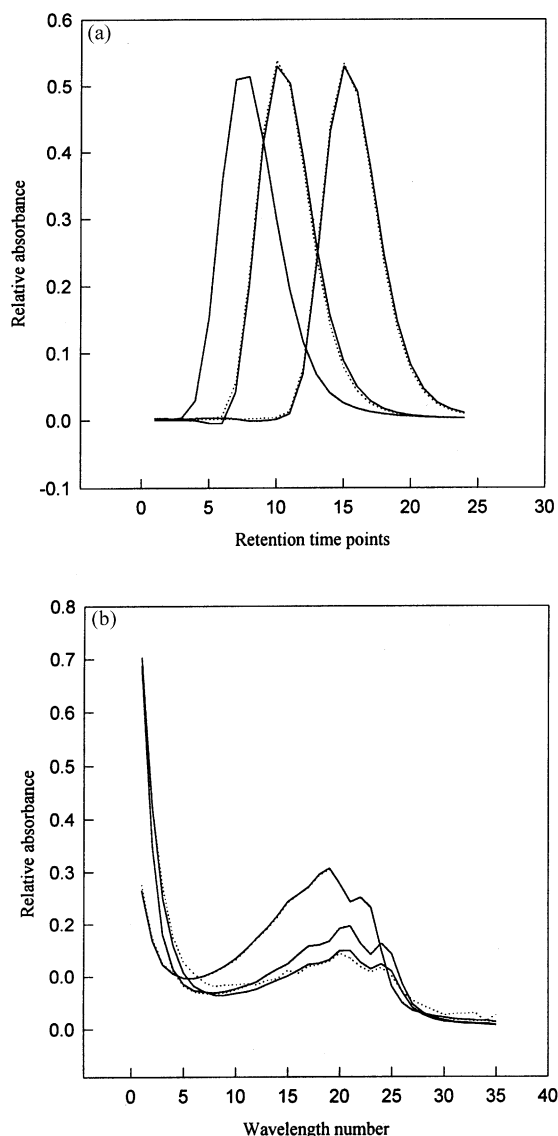 (a)
0.6
0.5
0.4
0.3
0.2
0.1
0.0
-0.1
0 5 10 15 20 25 30
Relative absorbance
Retention time points
(b)
0.8
0.7
0.6
0.5
0.4
0.3
0.2
0.0
0.0
0 5 10 15 20 25 30 35 40
Relative absorbance
Wavelength number